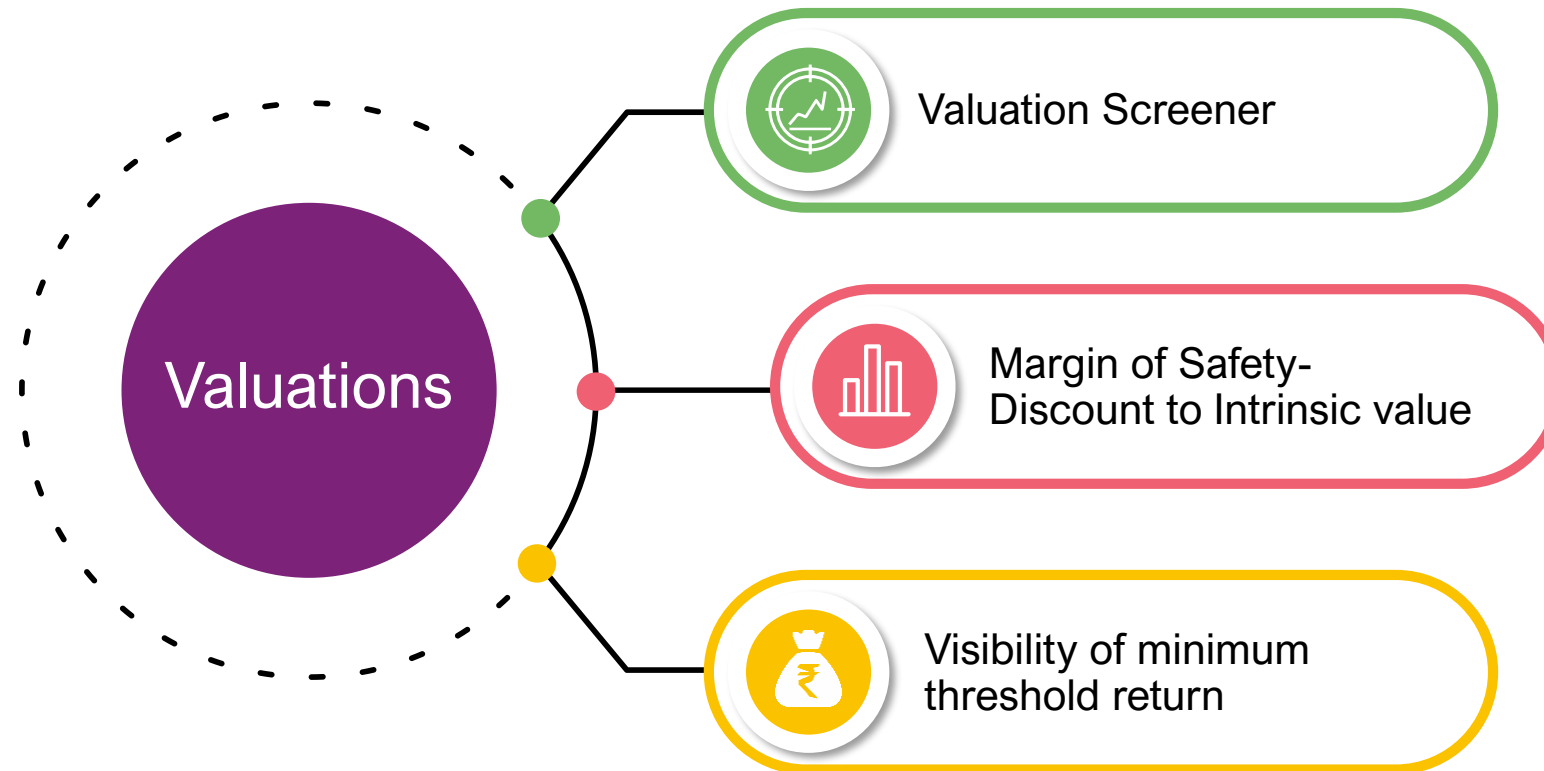 Valuations
Valuation Screener
Margin of Safety-
Discount to Intrinsic value
₹
Visibility of minimum
threshold return